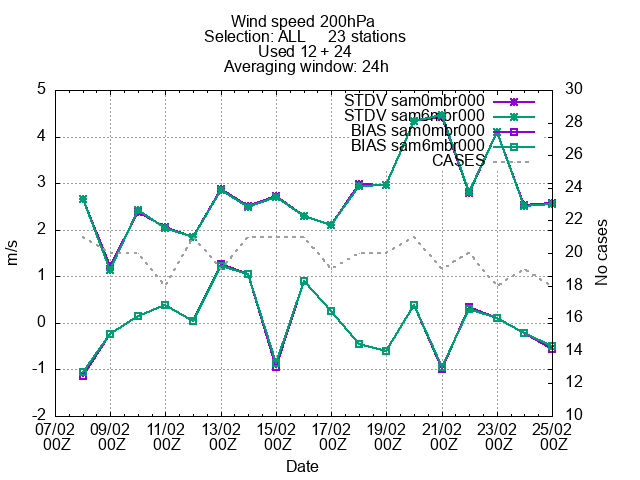 Wind speed 200hPa
Selection: ALL 23 stations
Used 12 + 24
Averaging window: 24h
STDV sam0mbr000
STDV sam6mbr000
BIAS sam0mbr000
BIAS sam6mbr000
CASES
5
4
3
2
1
0
-1
-2
m/s
30
28
26
24
22
20
18
16
14
12
10
No cases
07/02 09/02 11/02 13/02 15/02 17/02 19/02 21/02 23/02 25/02
00Z 00Z 00Z 00Z 00Z 00Z 00Z 00Z 00Z 00Z
Date